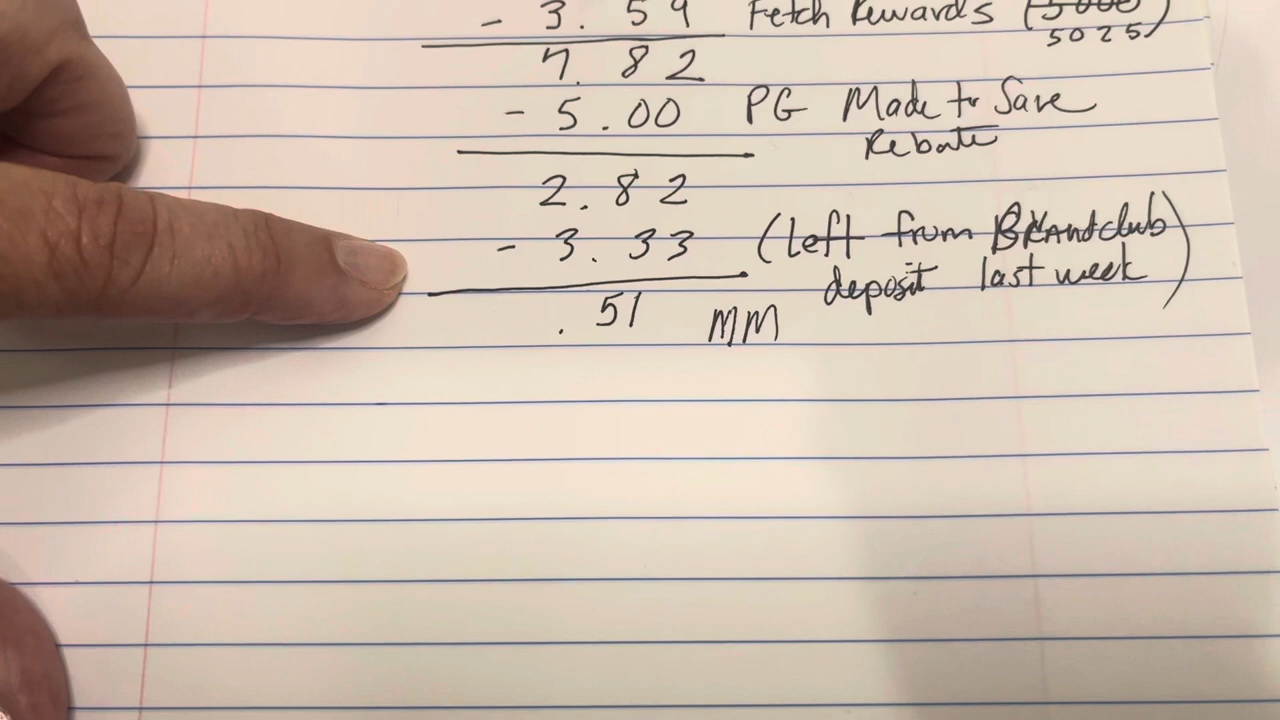 - 3.59 Fetch Rewards (5000)
5025
7.82
- 5.00 PG Made to Save
Rebate
2.82
- 3.33 (left from Brandclub
deposit last week)
.51 MM